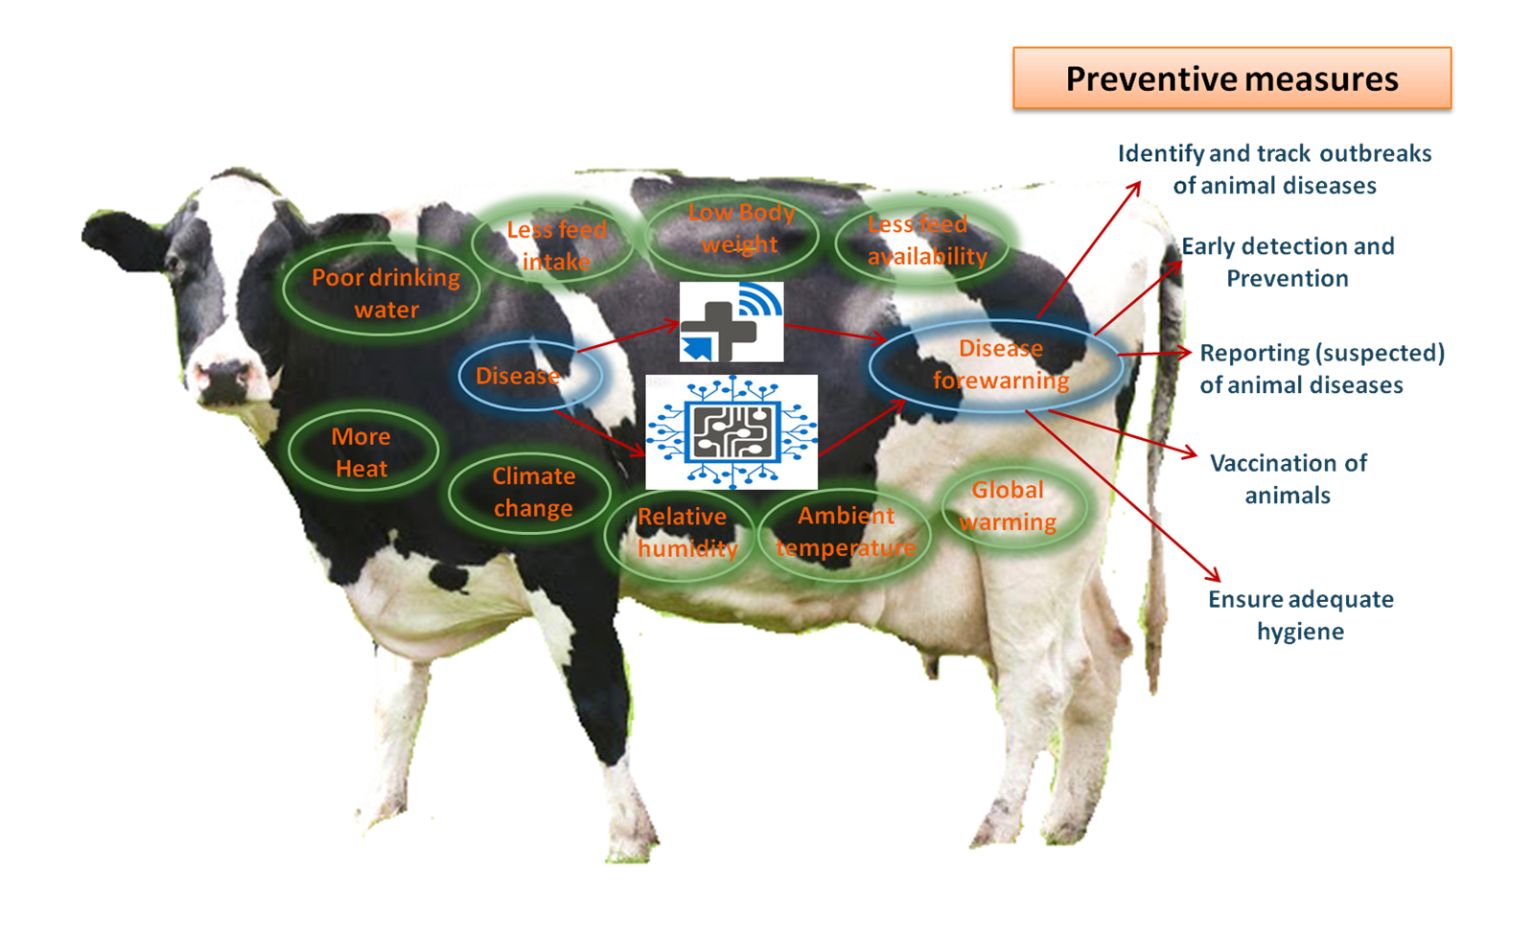 Preventive measures
Identify and track outbreaks
of animal diseases
Early detection and
Prevention
Reporting (suspected)
of animal diseases
Vaccination of
animals
Ensure adequate
hygiene
Poor drinking
water
Less feed
intake
Low Body
weight
Less feed
availability
Disease
Disease
forewarning
More
Heat
Climate
change
Relative
humidity
Ambient
temperature
Global
warming